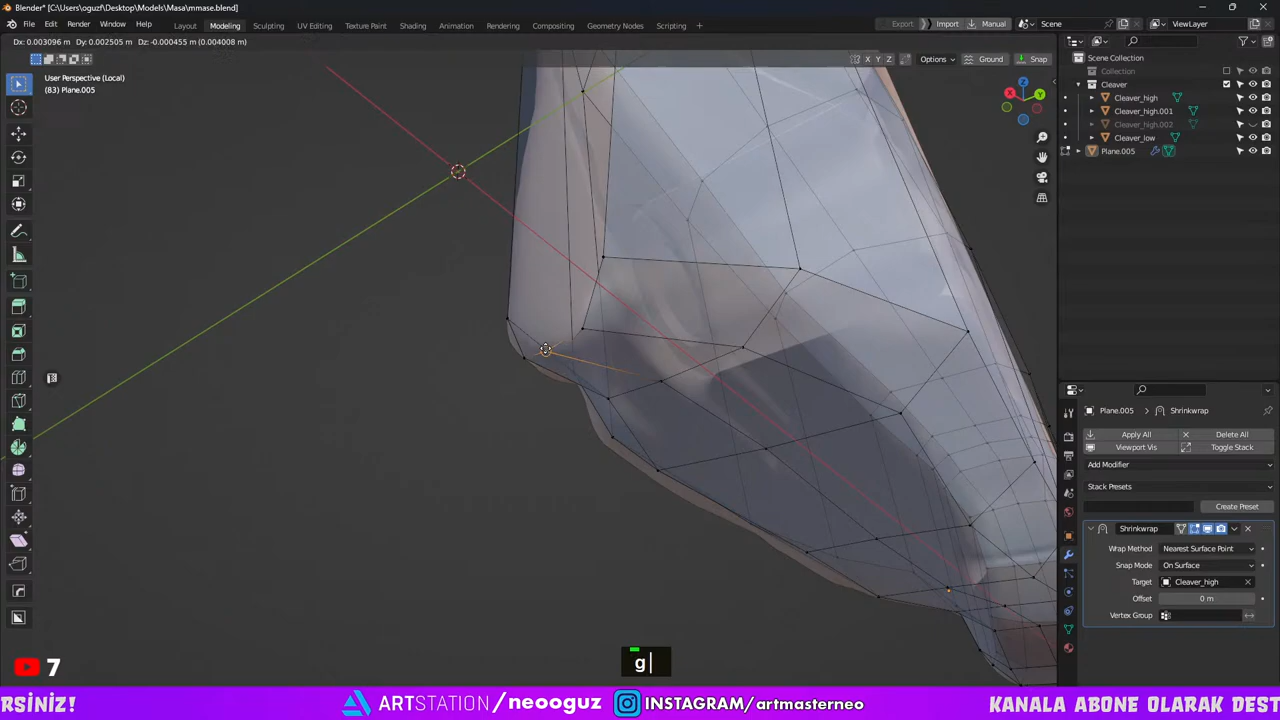 Blender* [C:\Users\oguzf\Desktop\Models\Masa\mmase.blend]
File Edit Render Window Help Layout Modeling Sculpting UV Editing Texture Paint Shading Animation Rendering Compositing Geometry Nodes Scripting + Export Import Manual Scene ViewLayer
Dx: 0.003096 m Dy: 0.002505 m Dz: -0.000455 m (0.004008 m)
X Y Z Options Ground Snap
User Perspective (Local)
(83) Plane.005
Scene Collection
Collection
Cleaver
Cleaver_high
Cleaver_high.001
Cleaver_high.002
Cleaver_low
Plane.005
X Y Z
Plane.005 > Shrinkwrap
Apply All Delete All
Viewport Vis Toggle Stack
Add Modifier
Stack Presets
Create Preset
Shrinkwrap
Wrap Method Nearest Surface Point
Snap Mode On Surface
Target Cleaver_high
Offset 0 m
Vertex Group
g
7
RSİNİZ! ARTSTATION/neooguz INSTAGRAM/artmasterneo KANALA ABONE OLARAK DEST